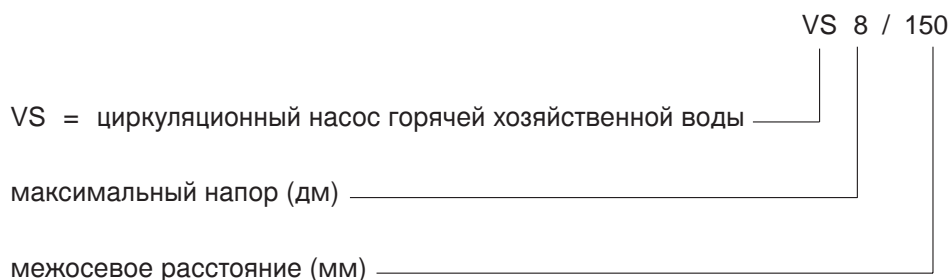 VS 8 / 150
VS = циркуляционный насос горячей хозяйственной воды
максимальный напор (дм)
межосевое расстояние (мм)